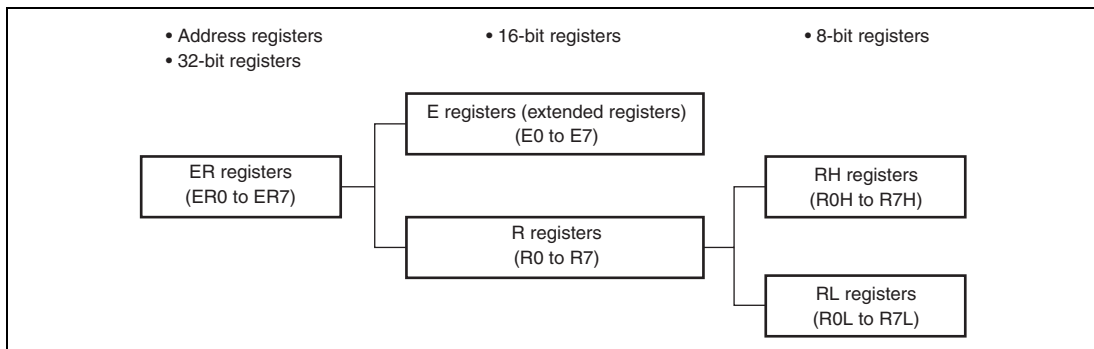 • Address registers
• 32-bit registers
• 16-bit registers
• 8-bit registers
E registers (extended registers)
(E0 to E7)
ER registers
(ER0 to ER7)
RH registers
(R0H to R7H)
R registers
(R0 to R7)
RL registers
(R0L to R7L)